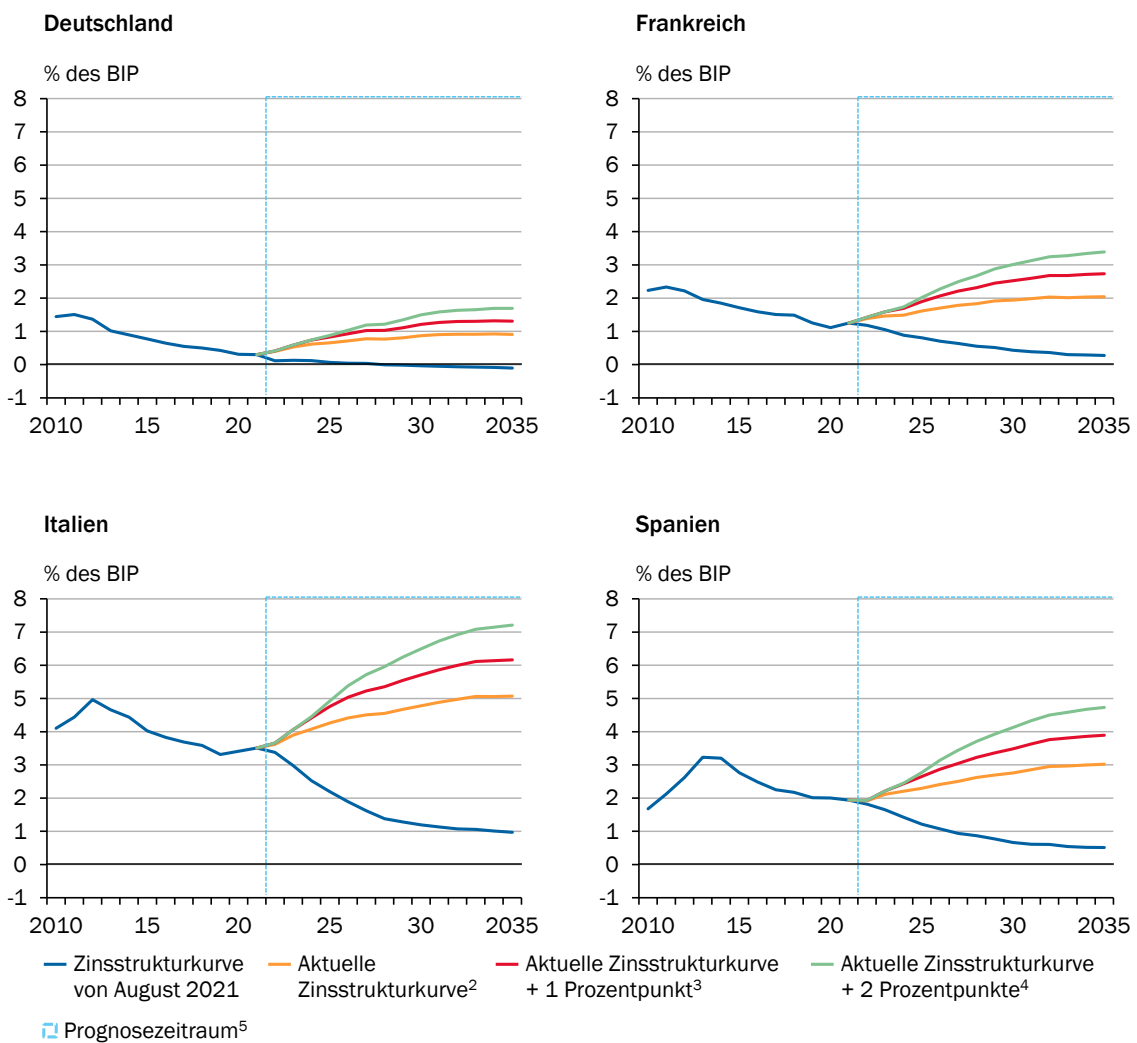 Deutschland
% des BIP
8
7
6
5
4
3
2
1
0
-1
2010 15 20 25 30 2035
Frankreich
% des BIP
8
7
6
5
4
3
2
1
0
-1
2010 15 20 25 30 2035
Italien
% des BIP
8
7
6
5
4
3
2
1
0
-1
2010 15 20 25 30 2035
Spanien
% des BIP
8
7
6
5
4
3
2
1
0
-1
2010 15 20 25 30 2035
Zinsstrukturkurve
von August 2021
Aktuelle
Zinsstrukturkurve²
Aktuelle Zinsstrukturkurve
+ 1 Prozentpunkt³
Aktuelle Zinsstrukturkurve
+ 2 Prozentpunkte⁴
Prognosezeitraum⁵